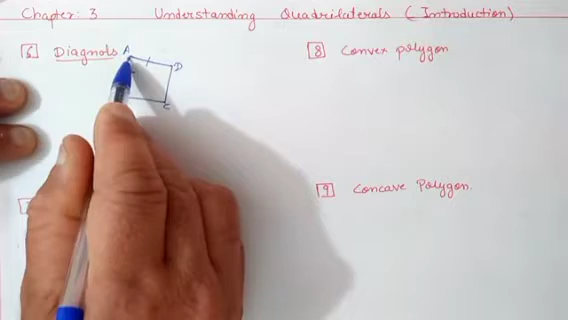 Chapter: 3 Understanding Quadrilaterals (Introduction)
6 Diagnols
A
D
C
8 Convex polygon
9 Concave Polygon.